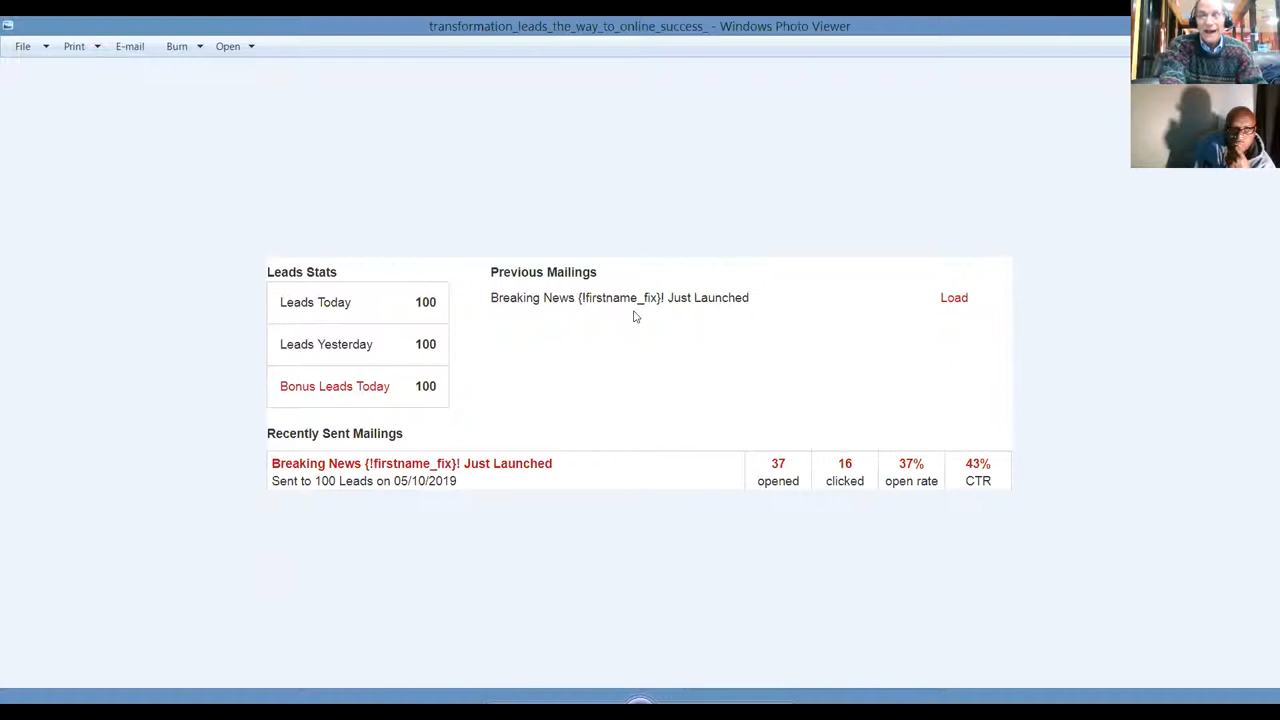 transformation_leads_the_way_to_online_success_ - Windows Photo Viewer
File Print E-mail Burn Open
Leads Stats
Leads Today 100
Leads Yesterday 100
Bonus Leads Today 100
Previous Mailings
Breaking News {!firstname_fix}! Just Launched Load
Recently Sent Mailings
Breaking News {!firstname_fix}! Just Launched
Sent to 100 Leads on 05/10/2019
37 16 37% 43%
opened clicked open rate CTR